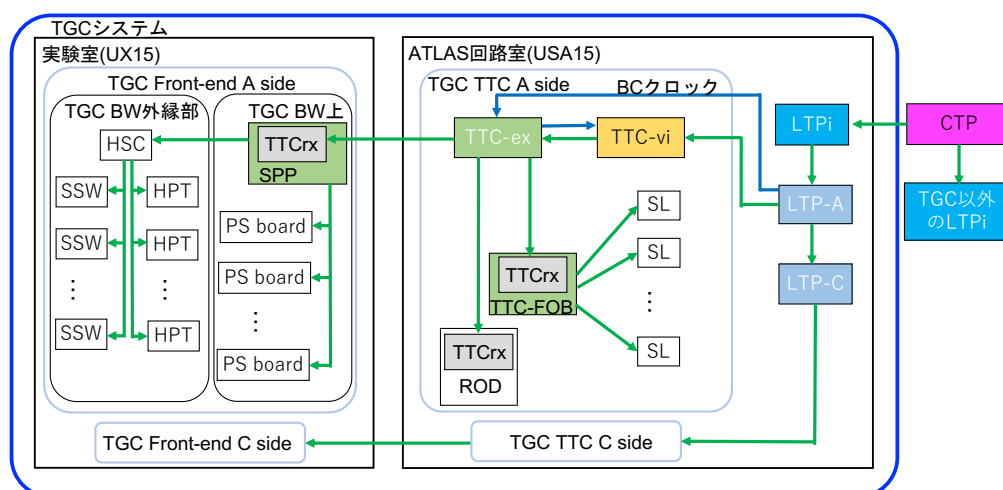 TGCシステム
実験室(UX15)
TGC Front-end A side
TGC BW外縁部
HSC
SSW
HPT
SSW
HPT
⋮
⋮
SSW
HPT
TGC BW上
TTCrx
SPP
PS board
PS board
⋮
PS board
TGC Front-end C side
ATLAS回路室(USA15)
TGC TTC A side
BCクロック
TTC-ex
TTC-vi
TTCrx
TTC-FOB
SL
SL
⋮
SL
TTCrx
ROD
TGC TTC C side
LTPi
LTP-A
LTP-C
CTP
TGC以外
のLTPi